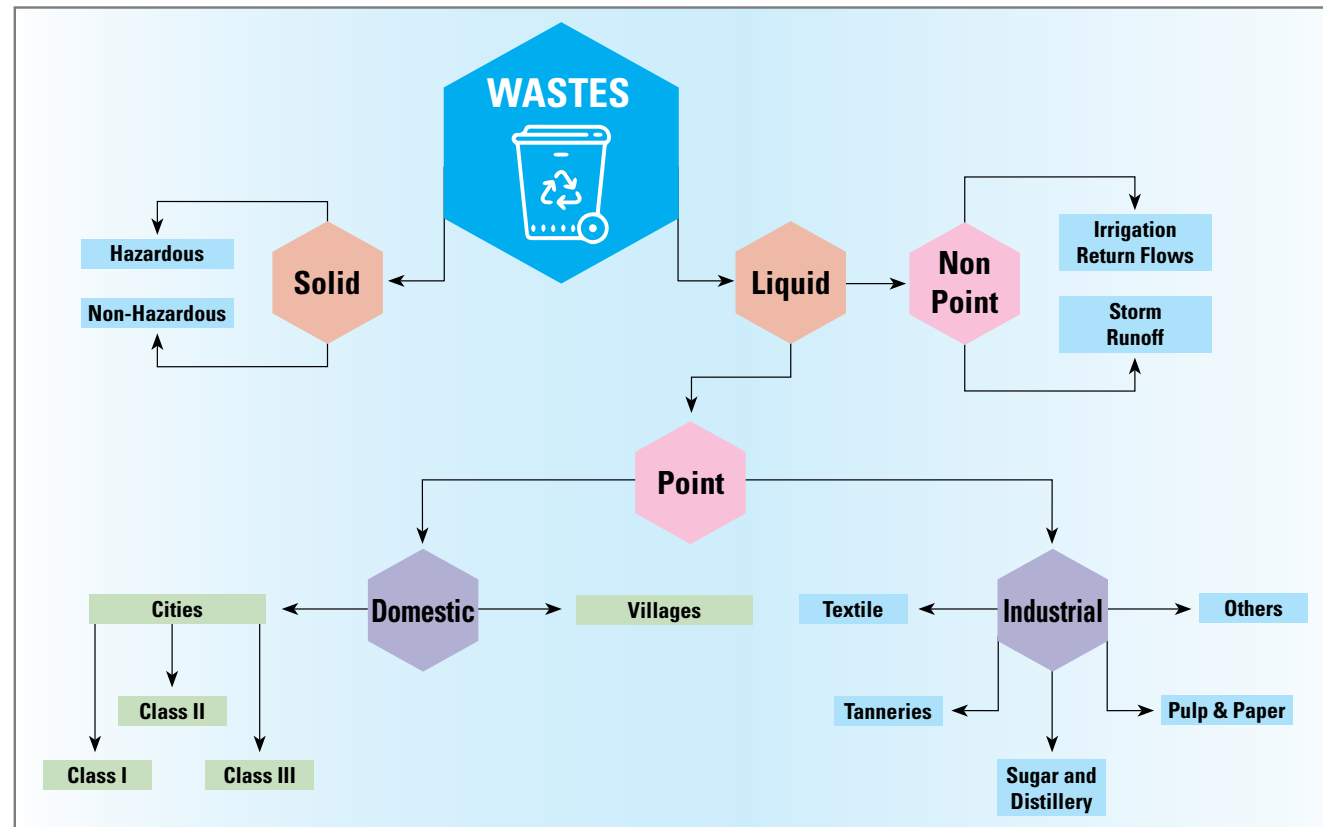 WASTES
Hazardous
Solid
Non-Hazardous
Liquid
Non
Point
Irrigation
Return Flows
Storm
Runoff
Point
Domestic
Cities
Villages
Class II
Class I
Class III
Industrial
Textile
Others
Tanneries
Pulp & Paper
Sugar and
Distillery